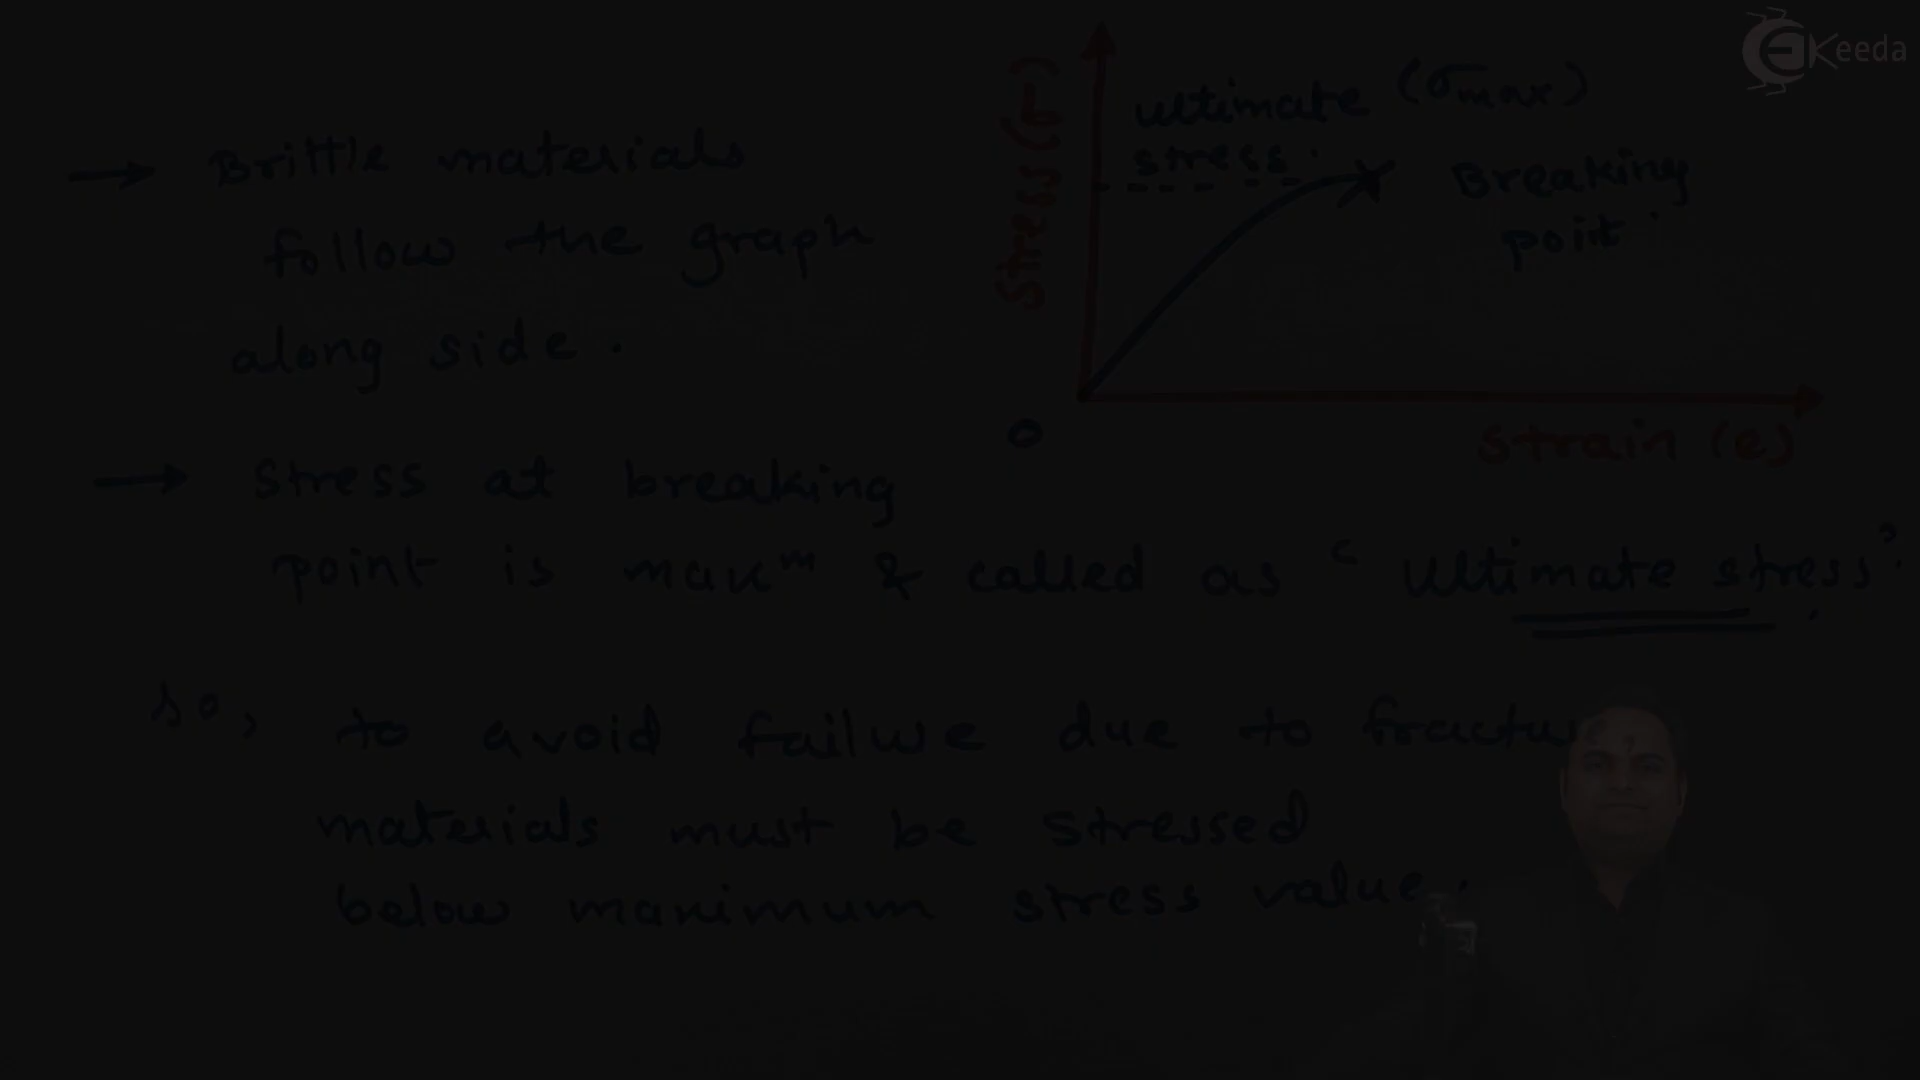 EKeeda
→ Brittle materials
follow the graph
along side.
Stress (σ)
ultimate (σmax)
stress.
Breaking
point
O
Strain (e)
→ Stress at breaking
point is maxm & called as "Ultimate stress".
so, to avoid failure due to fracture
materials must be stressed
below maximum stress value.